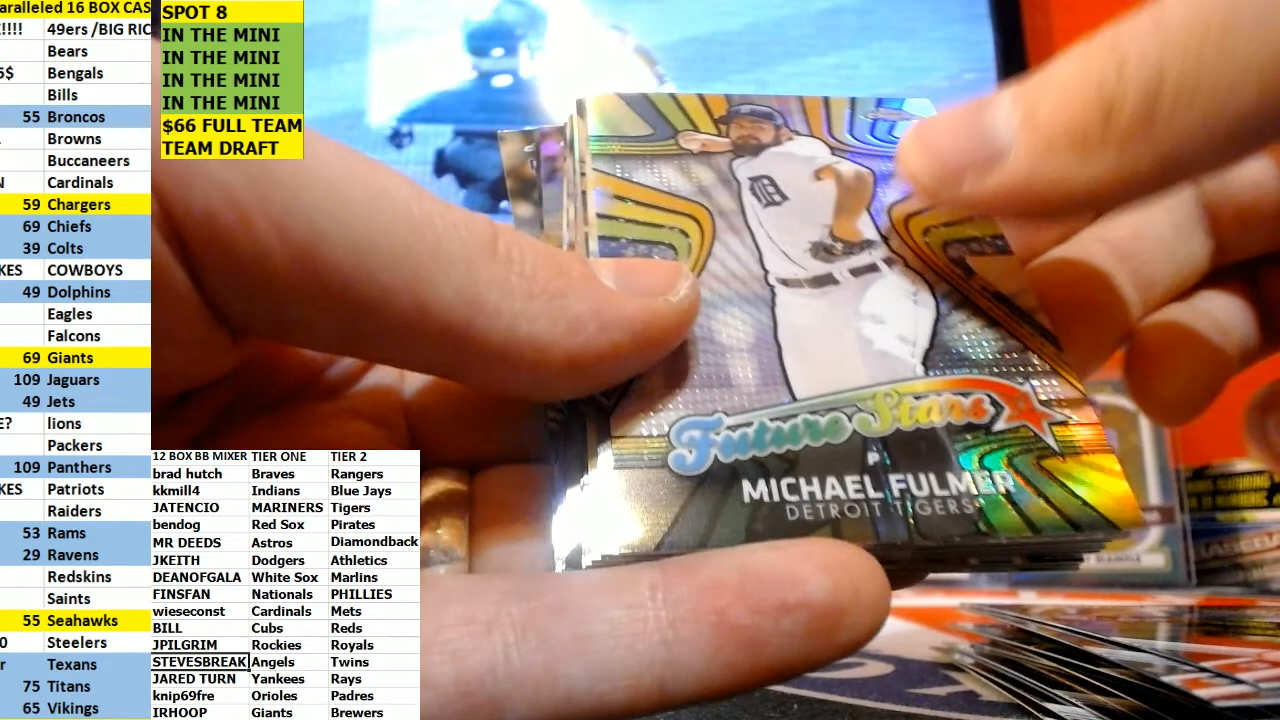 aralleled 16 BOX CAS
!!!! 49ers /BIG RIC
Bears
5$ Bengals
Bills
55 Broncos
Browns
Buccaneers
N Cardinals
59 Chargers
69 Chiefs
39 Colts
KES COWBOYS
49 Dolphins
Eagles
Falcons
69 Giants
109 Jaguars
49 Jets
E? lions
Packers
109 Panthers
KES Patriots
Raiders
53 Rams
29 Ravens
Redskins
Saints
55 Seahawks
0 Steelers
r Texans
75 Titans
65 Vikings
SPOT 8
IN THE MINI
IN THE MINI
IN THE MINI
IN THE MINI
$66 FULL TEAM
TEAM DRAFT
D
Future Stars
P
MICHAEL FULMER
DETROIT TIGERS
12 BOX BB MIXER TIER ONE TIER 2
brad hutch Braves Rangers
kkmill4 Indians Blue Jays
JATENCIO MARINERS Tigers
bendog Red Sox Pirates
MR DEEDS Astros Diamondback
JKEITH Dodgers Athletics
DEANOFGALA White Sox Marlins
FINSFAN Nationals PHILLIES
wieseconst Cardinals Mets
BILL Cubs Reds
JPILGRIM Rockies Royals
STEVESBREAK Angels Twins
JARED TURN Yankees Rays
knip69fre Orioles Padres
IRHOOP Giants Brewers